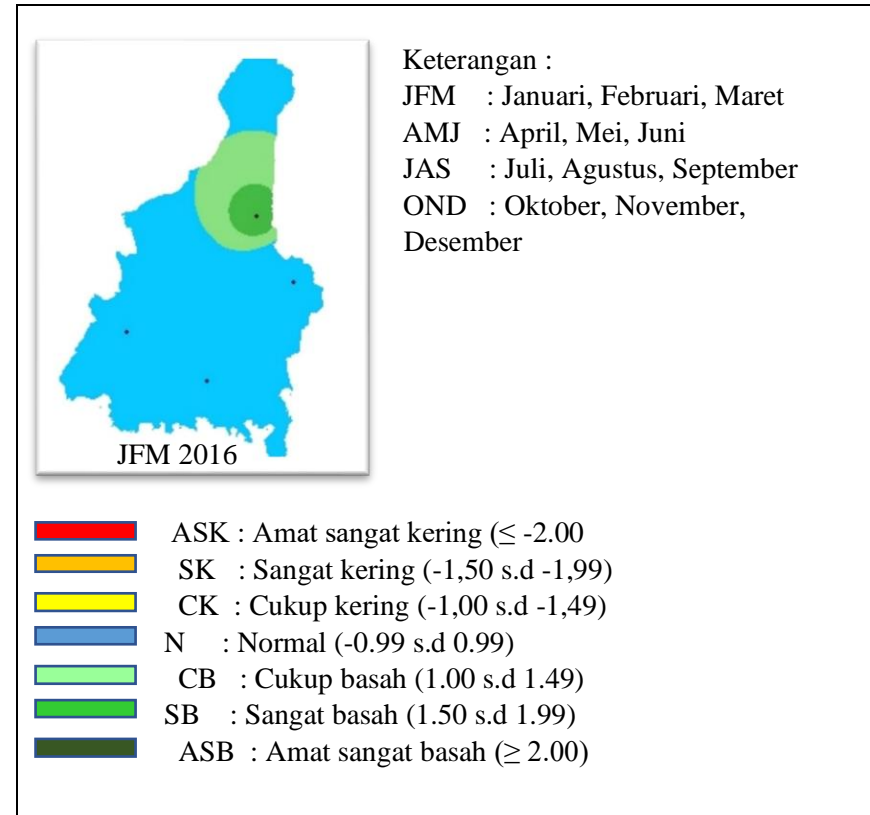 Keterangan :
JFM : Januari, Februari, Maret
AMJ : April, Mei, Juni
JAS : Juli, Agustus, September
OND : Oktober, November,
Desember
JFM 2016
ASK : Amat sangat kering (≤ -2.00
SK : Sangat kering (-1,50 s.d -1,99)
CK : Cukup kering (-1,00 s.d -1,49)
N : Normal (-0.99 s.d 0.99)
CB : Cukup basah (1.00 s.d 1.49)
SB : Sangat basah (1.50 s.d 1.99)
ASB : Amat sangat basah (≥ 2.00)